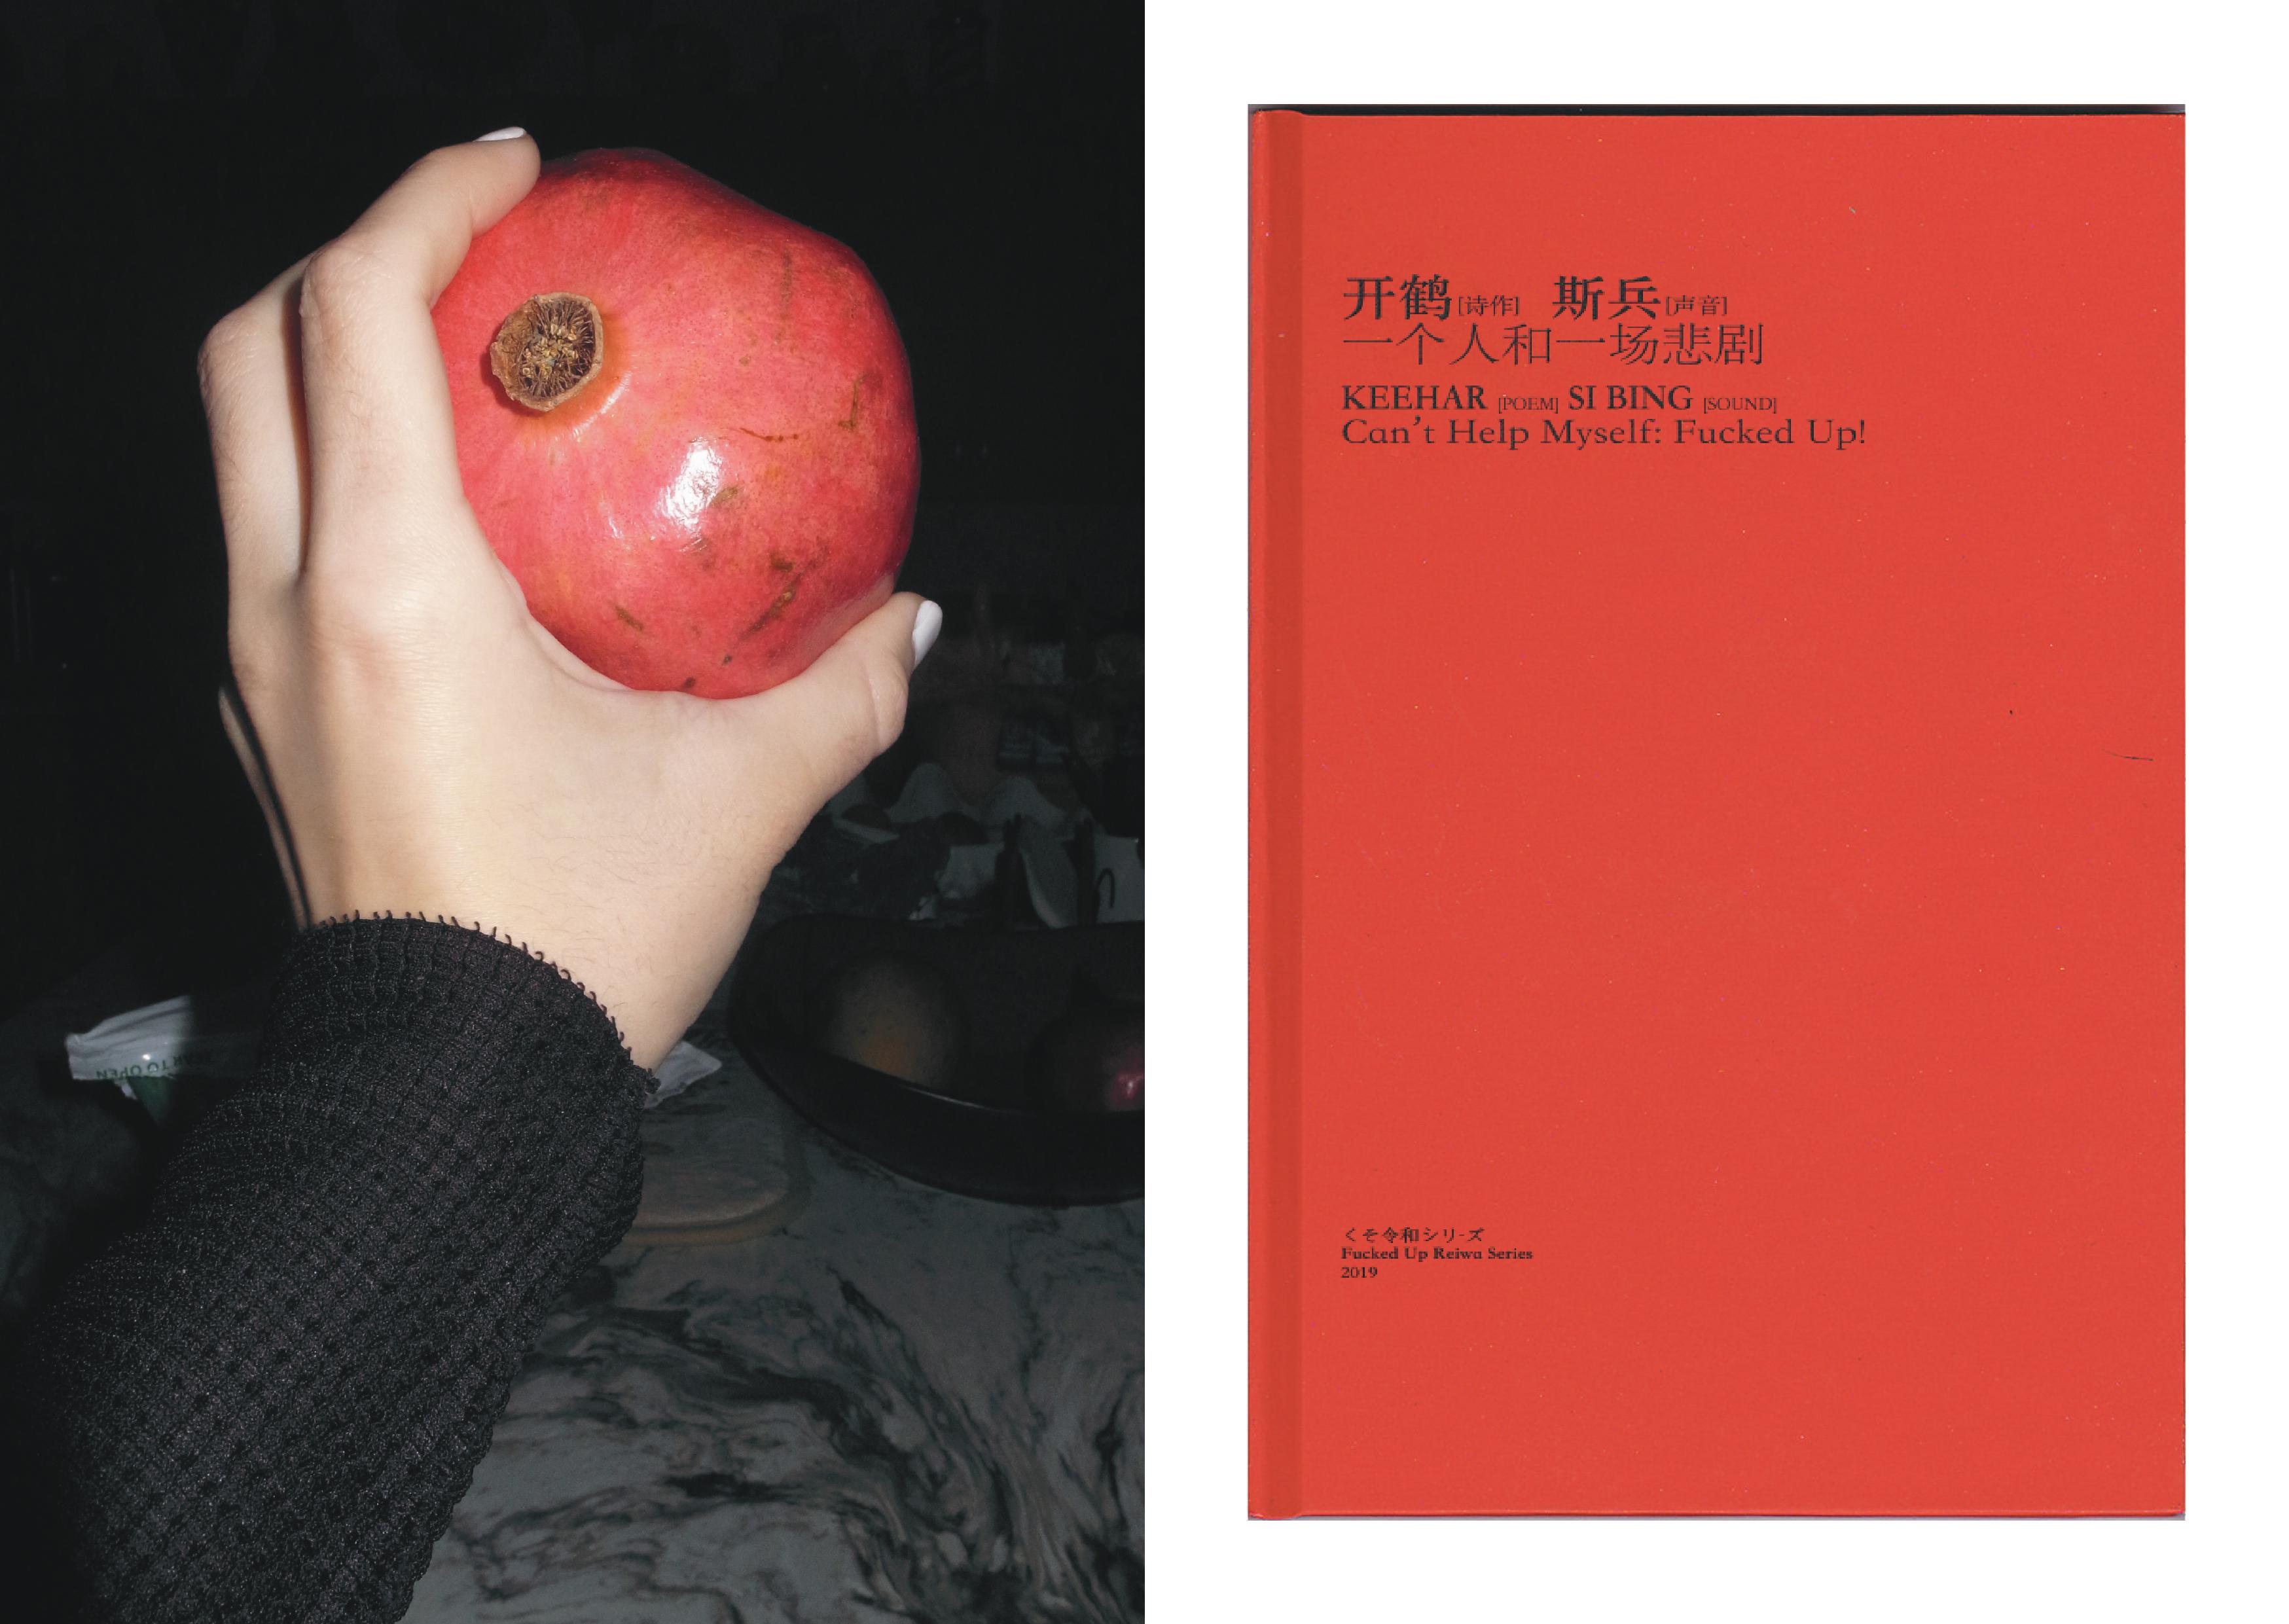 TO OPEN
开鹤[诗作] 斯兵[声音]
一个人和一场悲剧
KEEHAR [POEM] SI BING [SOUND]
Can't Help Myself: Fucked Up!
くそ令和シリ-ズ
Fucked Up Reiwa Series
2019